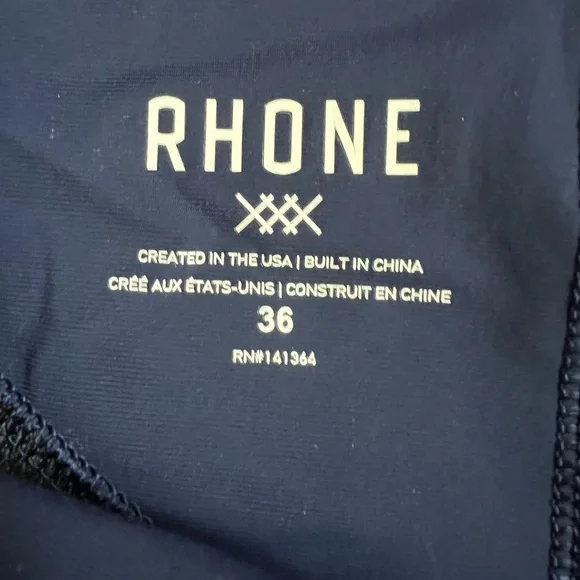 RHONE
CREATED IN THE USA | BUILT IN CHINA
CRÉÉ AUX ÉTATS-UNIS | CONSTRUIT EN CHINE
36
RN#141364